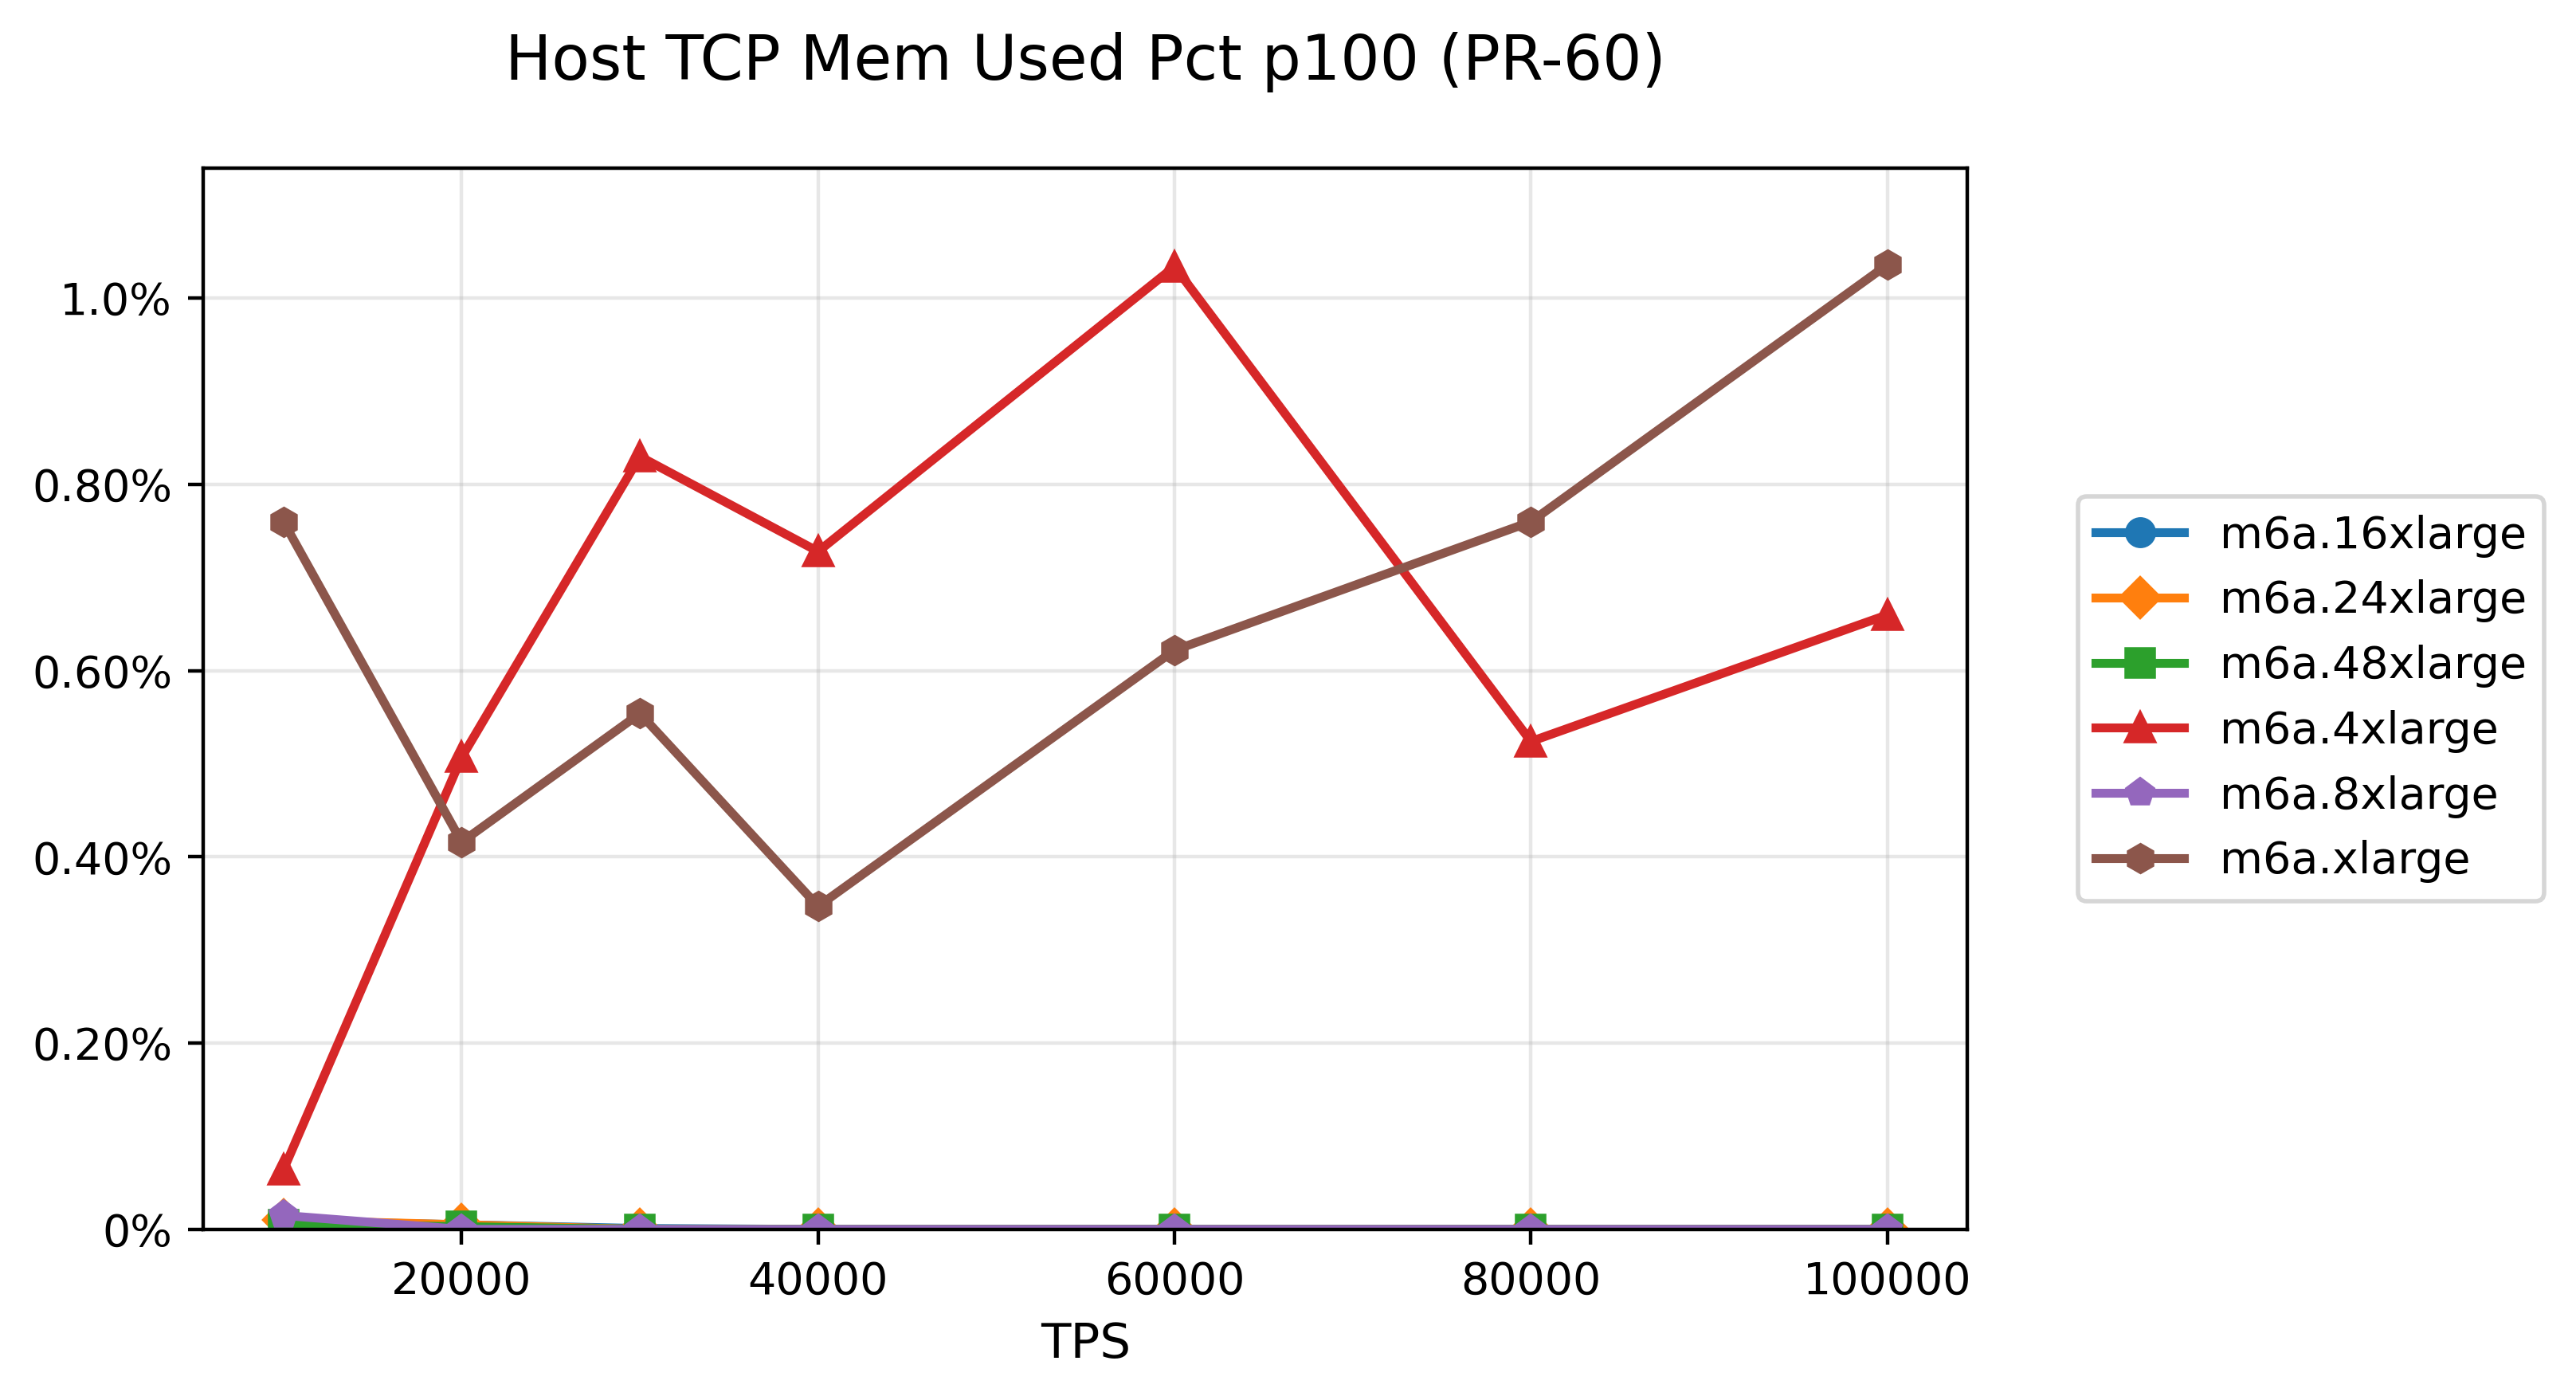 Host TCP Mem Used Pct p100 (PR-60)
1.0%
0.80%
0.60%
0.40%
0.20%
0%
20000
40000
60000
80000
100000
TPS
m6a.16xlarge
m6a.24xlarge
m6a.48xlarge
m6a.4xlarge
m6a.8xlarge
m6a.xlarge